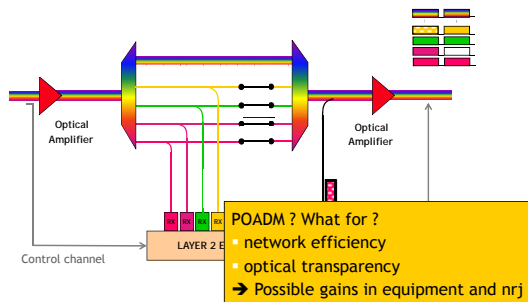 Optical
Amplifier
Optical
Amplifier
RX
RX
RX
RX
LAYER 2 E
Control channel
POADM ? What for ?
▪ network efficiency
▪ optical transparency
➔ Possible gains in equipment and nrj